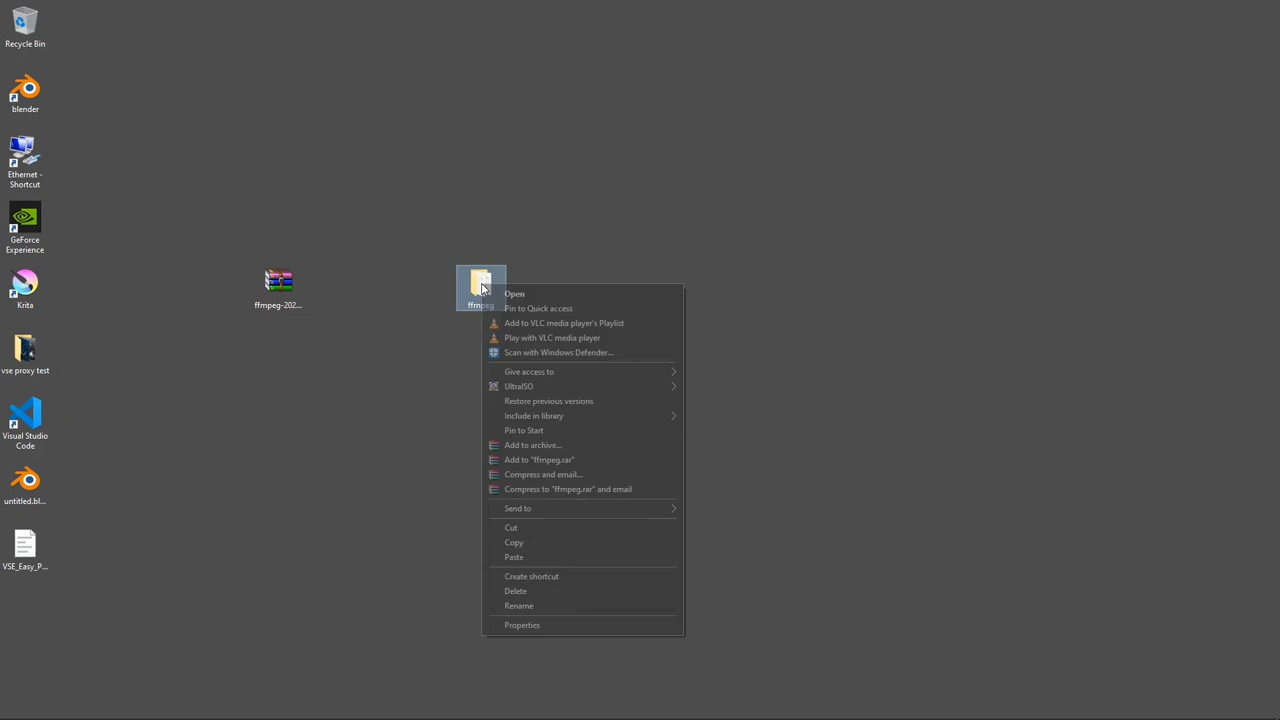 Recycle Bin
blender
Ethernet -
Shortcut
GeForce
Experience
Krita
vse proxy test
Visual Studio
Code
untitled.bl...
VSE_Easy_P...
ffmpeg-202...
ffmpeg
Open
Pin to Quick access
Add to VLC media player's Playlist
Play with VLC media player
Scan with Windows Defender...
Give access to
UltraISO
Restore previous versions
Include in library
Pin to Start
Add to archive...
Add to "ffmpeg.rar"
Compress and email...
Compress to "ffmpeg.rar" and email
Send to
Cut
Copy
Paste
Create shortcut
Delete
Rename
Properties